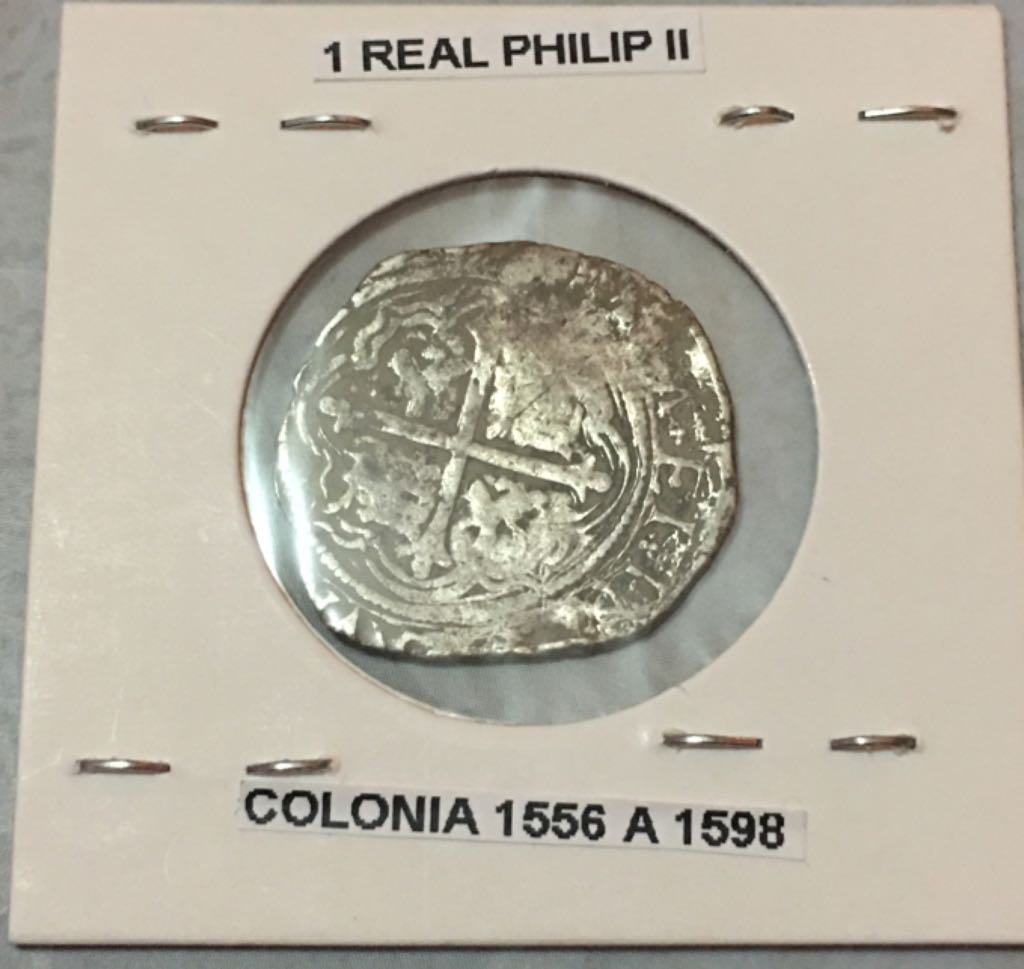 1 REAL PHILIP II
COLONIA 1556 A 1598